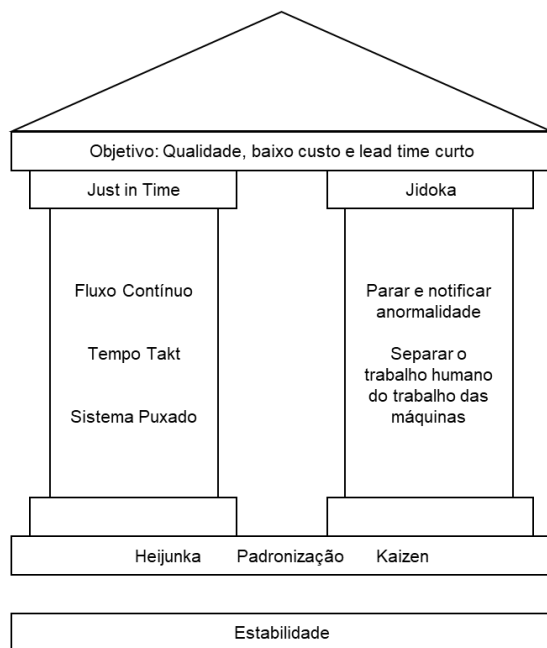 Objetivo: Qualidade, baixo custo e lead time curto
Just in Time
Jidoka
Fluxo Contínuo
Tempo Takt
Sistema Puxado
Parar e notificar
anormalidade
Separar o
trabalho humano
do trabalho das
máquinas
Heijunka Padronização Kaizen
Estabilidade